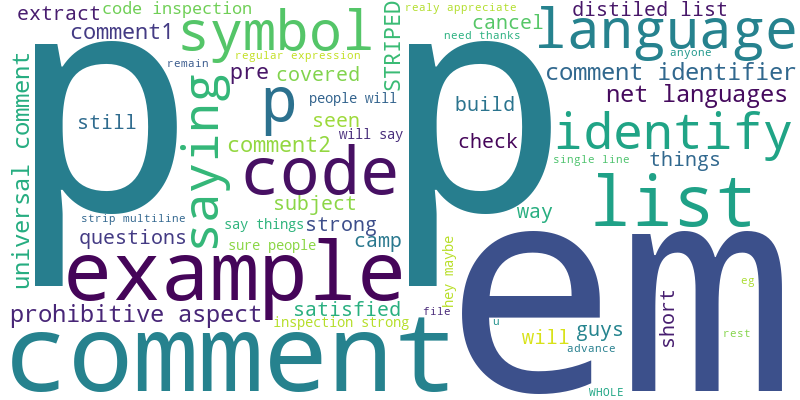 extract
code inspection
realy appreciate
distiled list
comment1
symbol
STRIPED
cancel
need thanks
language
regular expression
remain
pre
covered
anyone
comment identifier
p p
universal comment
still
saying
p
people will
seen
will say
build
net languages
check
identify
comment2
code
single line
things
subject
list
strip multiline
say things
strong
way
questions
sure people
camp
hey maybe
em
example
prohibitive aspect
satisfied
file
inspection strong
comment
u
will
guys
short
eg
rest
advance
WHOLE